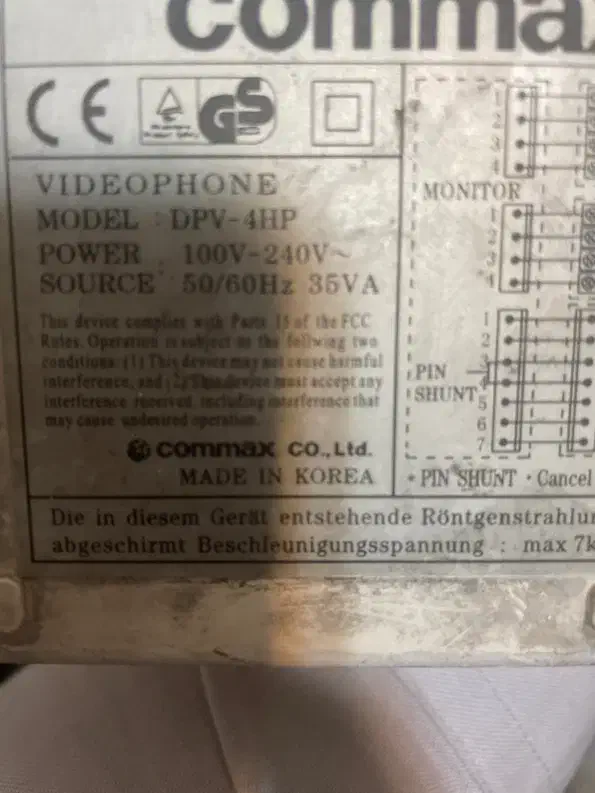 commax
CE
GS
VIDEOPHONE
MODEL : DPV-4HP
POWER : 100V-240V~
SOURCE 50/60Hz 35VA
This device complies with Parts 15 of the FCC
Rules. Operation is subject to the following two
conditions: (1) This device may not cause harmful
interference, and (2) This device must accept any
interference received, including interference that
may cause undesired operation.
commax CO.,Ltd.
MADE IN KOREA
1
2
3
4
MONITOR
1
2
3
4
1
2
3
4
5
6
7
PIN
SHUNT
• PIN SHUNT • Cancel
Die in diesem Gerät entstehende Röntgenstrahlu
abgeschirmt Beschleunigungsspannung : max 7k